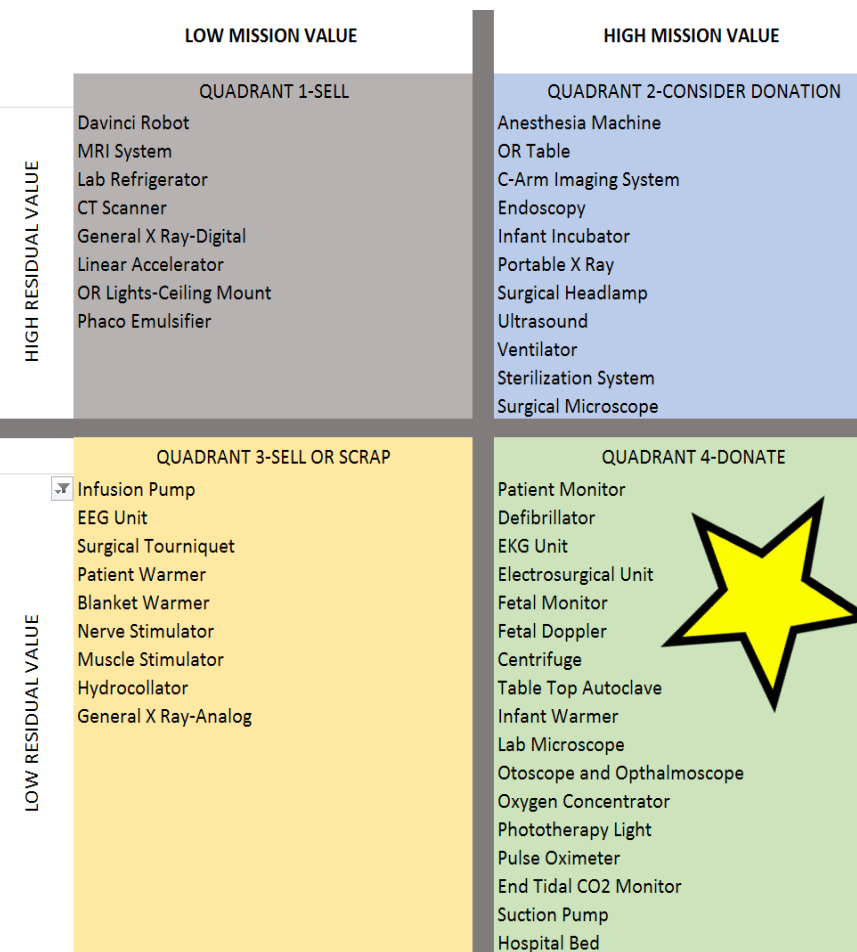 LOW MISSION VALUE
HIGH MISSION VALUE
HIGH RESIDUAL VALUE
QUADRANT 1-SELL
Davinci Robot
MRI System
Lab Refrigerator
CT Scanner
General X Ray-Digital
Linear Accelerator
OR Lights-Ceiling Mount
Phaco Emulsifier
QUADRANT 2-CONSIDER DONATION
Anesthesia Machine
OR Table
C-Arm Imaging System
Endoscopy
Infant Incubator
Portable X Ray
Surgical Headlamp
Ultrasound
Ventilator
Sterilization System
Surgical Microscope
LOW RESIDUAL VALUE
QUADRANT 3-SELL OR SCRAP
Infusion Pump
EEG Unit
Surgical Tourniquet
Patient Warmer
Blanket Warmer
Nerve Stimulator
Muscle Stimulator
Hydrocollator
General X Ray-Analog
QUADRANT 4-DONATE
Patient Monitor
Defibrillator
EKG Unit
Electrosurgical Unit
Fetal Monitor
Fetal Doppler
Centrifuge
Table Top Autoclave
Infant Warmer
Lab Microscope
Otoscope and Opthalmoscope
Oxygen Concentrator
Phototherapy Light
Pulse Oximeter
End Tidal CO2 Monitor
Suction Pump
Hospital Bed